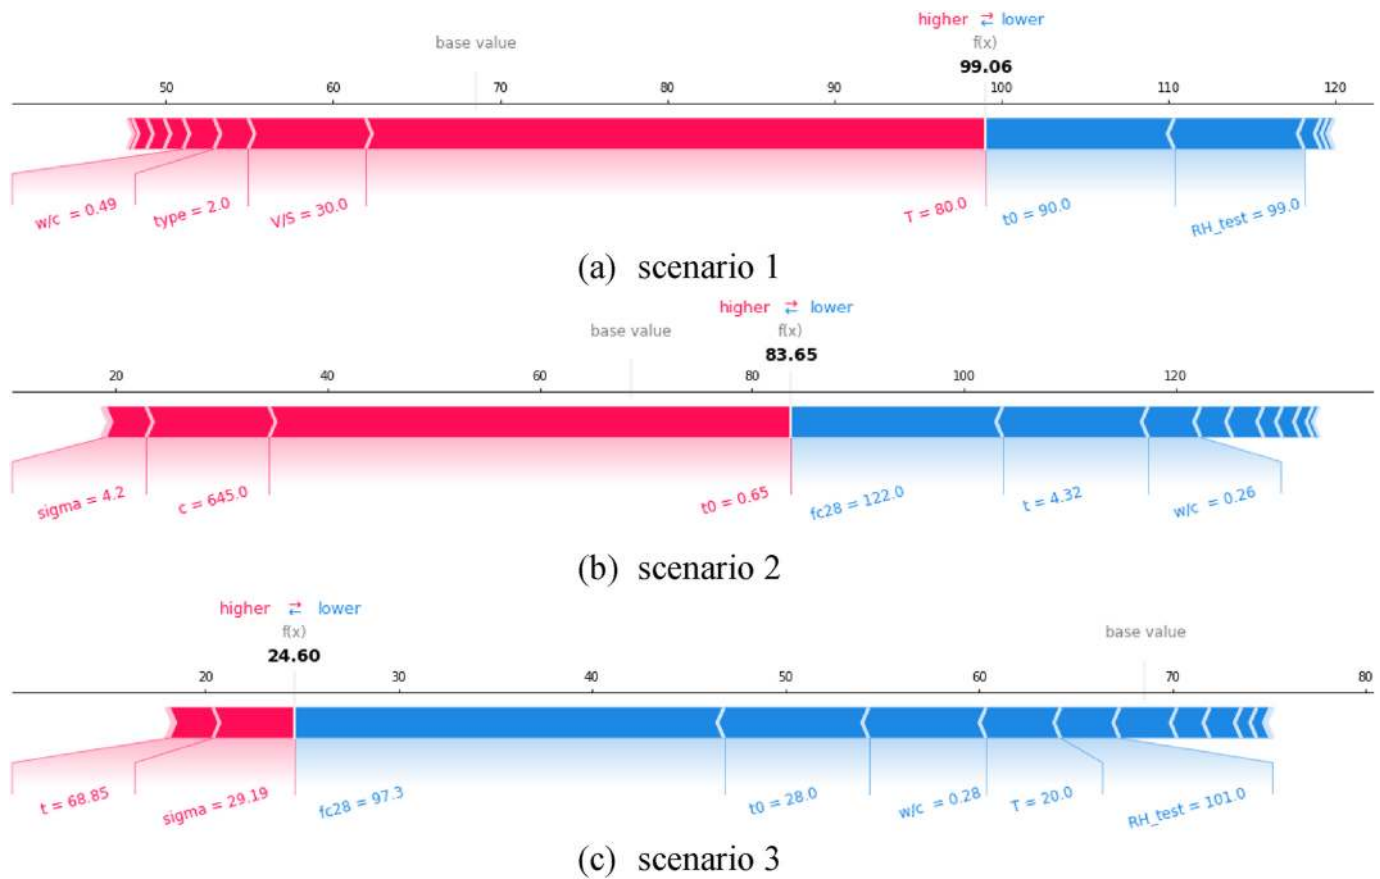 higher ⇄ lower
base value f(x)
99.06
50 60 70 80 90 100 110 120
w/c = 0.49 type = 2.0 V/S = 30.0 T = 80.0 t0 = 90.0 RH_test = 99.0
(a) scenario 1
higher ⇄ lower
base value f(x)
83.65
20 40 60 80 100 120
sigma = 4.2 c = 645.0 t0 = 0.65 fc28 = 122.0 t = 4.32 w/c = 0.26
(b) scenario 2
higher ⇄ lower
f(x) base value
24.60
20 30 40 50 60 70 80
t = 68.85 sigma = 29.19 fc28 = 97.3 t0 = 28.0 w/c = 0.28 T = 20.0 RH_test = 101.0
(c) scenario 3